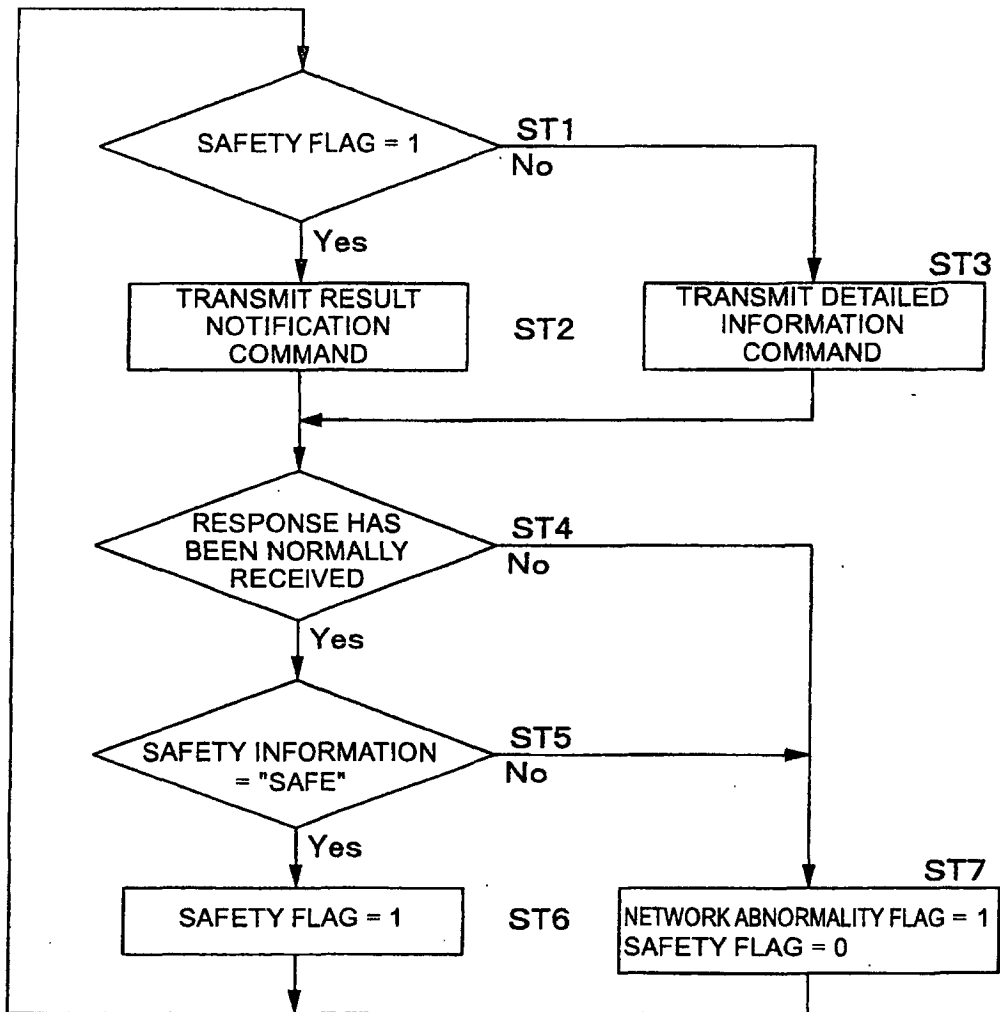 SAFETY FLAG = 1
ST1
No
Yes
ST3
TRANSMIT RESULT
NOTIFICATION
COMMAND
ST2
TRANSMIT DETAILED
INFORMATION
COMMAND
RESPONSE HAS
BEEN NORMALLY
RECEIVED
ST4
No
Yes
SAFETY INFORMATION
= "SAFE"
ST5
No
Yes
ST7
SAFETY FLAG = 1
ST6
NETWORK ABNORMALITY FLAG = 1
SAFETY FLAG = 0